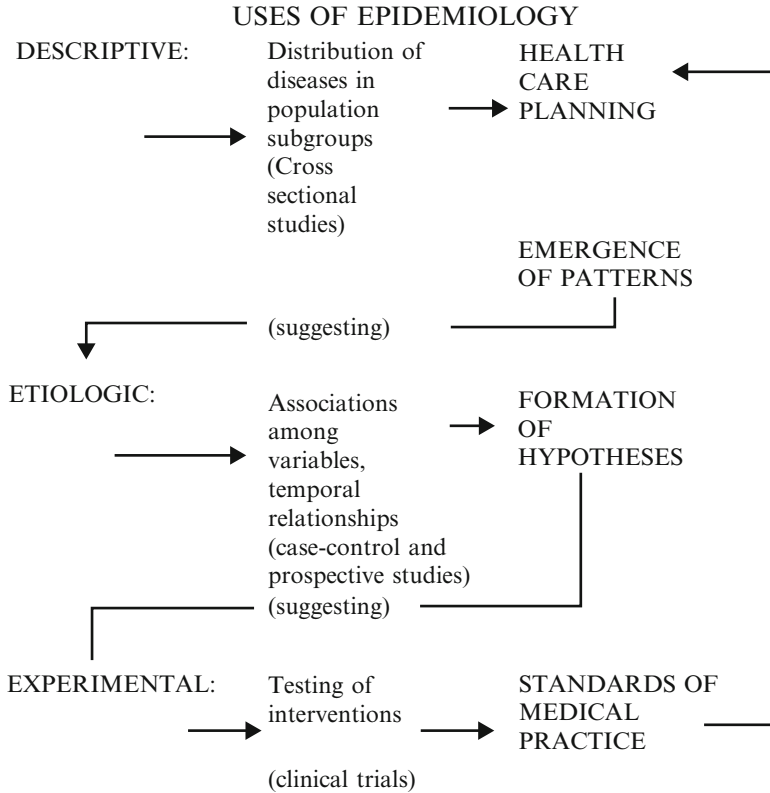 USES OF EPIDEMIOLOGY
DESCRIPTIVE:
Distribution of
diseases in
population
subgroups
(Cross
sectional
studies)
HEALTH
CARE
PLANNING
EMERGENCE
OF PATTERNS
(suggesting)
ETIOLOGIC:
Associations
among
variables,
temporal
relationships
(case-control and
prospective studies)
(suggesting)
FORMATION
OF
HYPOTHESES
EXPERIMENTAL:
Testing of
interventions
(clinical trials)
STANDARDS OF
MEDICAL
PRACTICE